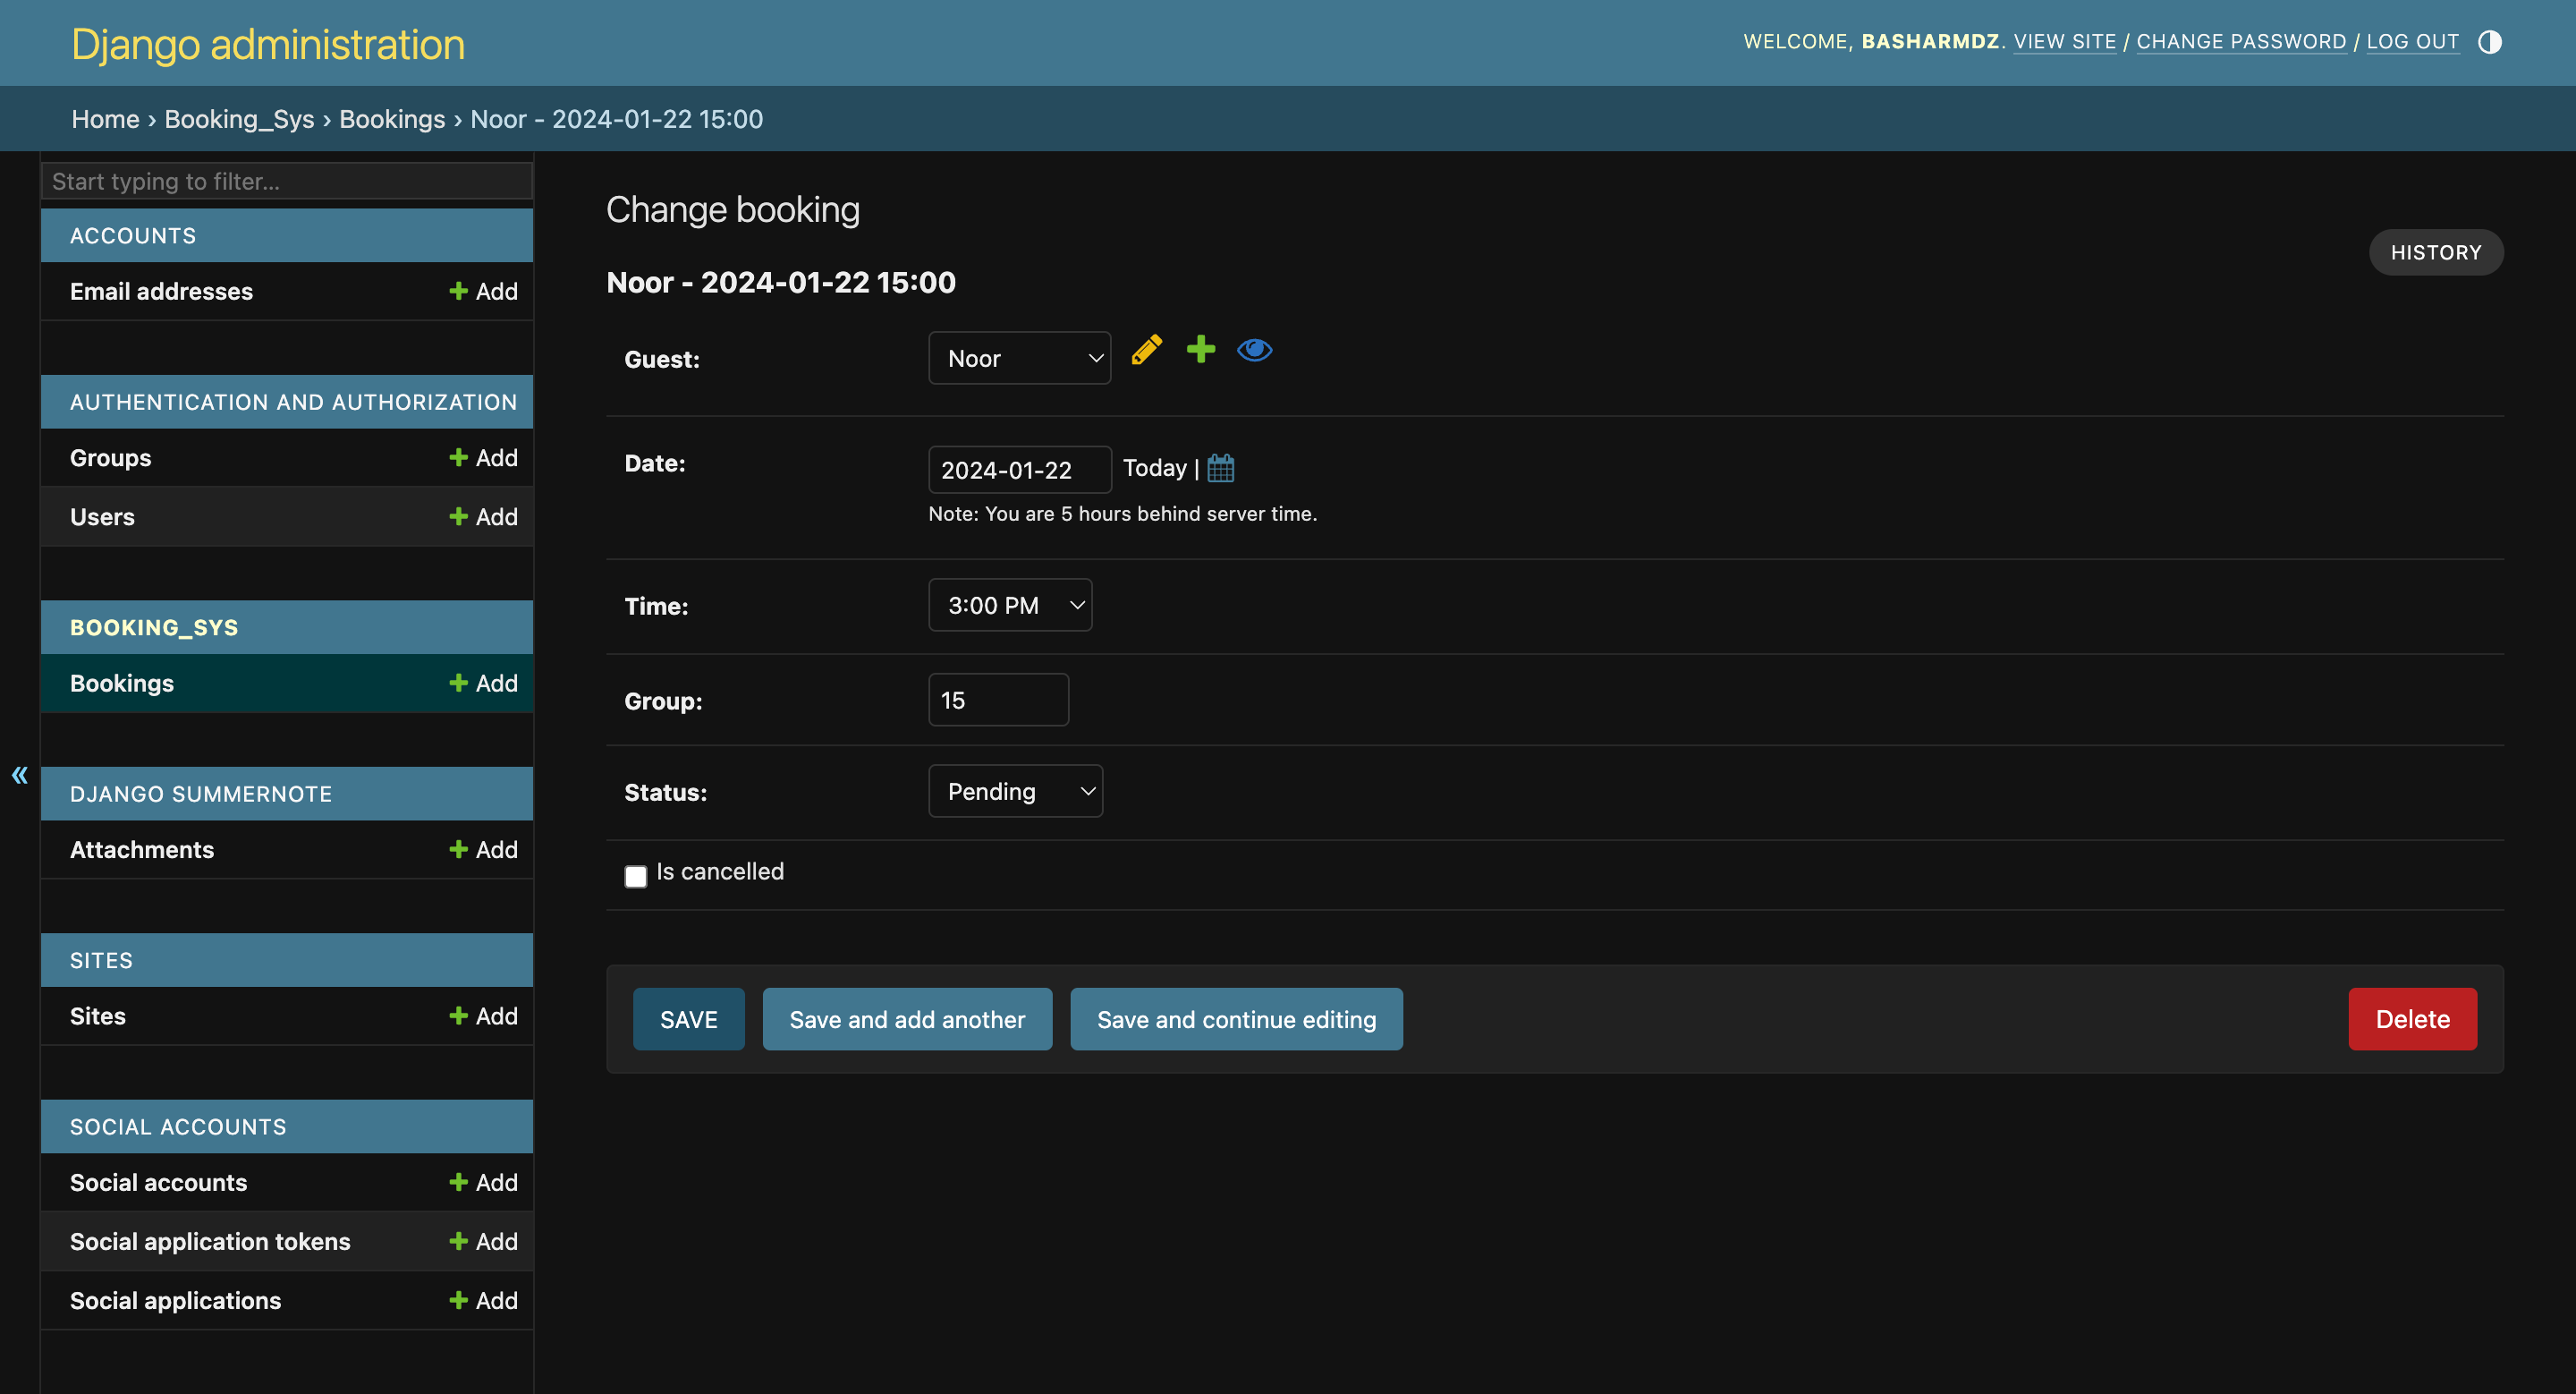 Django administration
WELCOME, BASHARMDZ. VIEW SITE / CHANGE PASSWORD / LOG OUT
Home › Booking_Sys › Bookings › Noor - 2024-01-22 15:00
Start typing to filter...
ACCOUNTS
Email addresses Add
AUTHENTICATION AND AUTHORIZATION
Groups Add
Users Add
BOOKING_SYS
Bookings Add
«
DJANGO SUMMERNOTE
Attachments Add
SITES
Sites Add
SOCIAL ACCOUNTS
Social accounts Add
Social application tokens Add
Social applications Add
Change booking
HISTORY
Noor - 2024-01-22 15:00
Guest: Noor
Date: 2024-01-22 Today |
Note: You are 5 hours behind server time.
Time: 3:00 PM
Group: 15
Status: Pending
Is cancelled
SAVE Save and add another Save and continue editing Delete